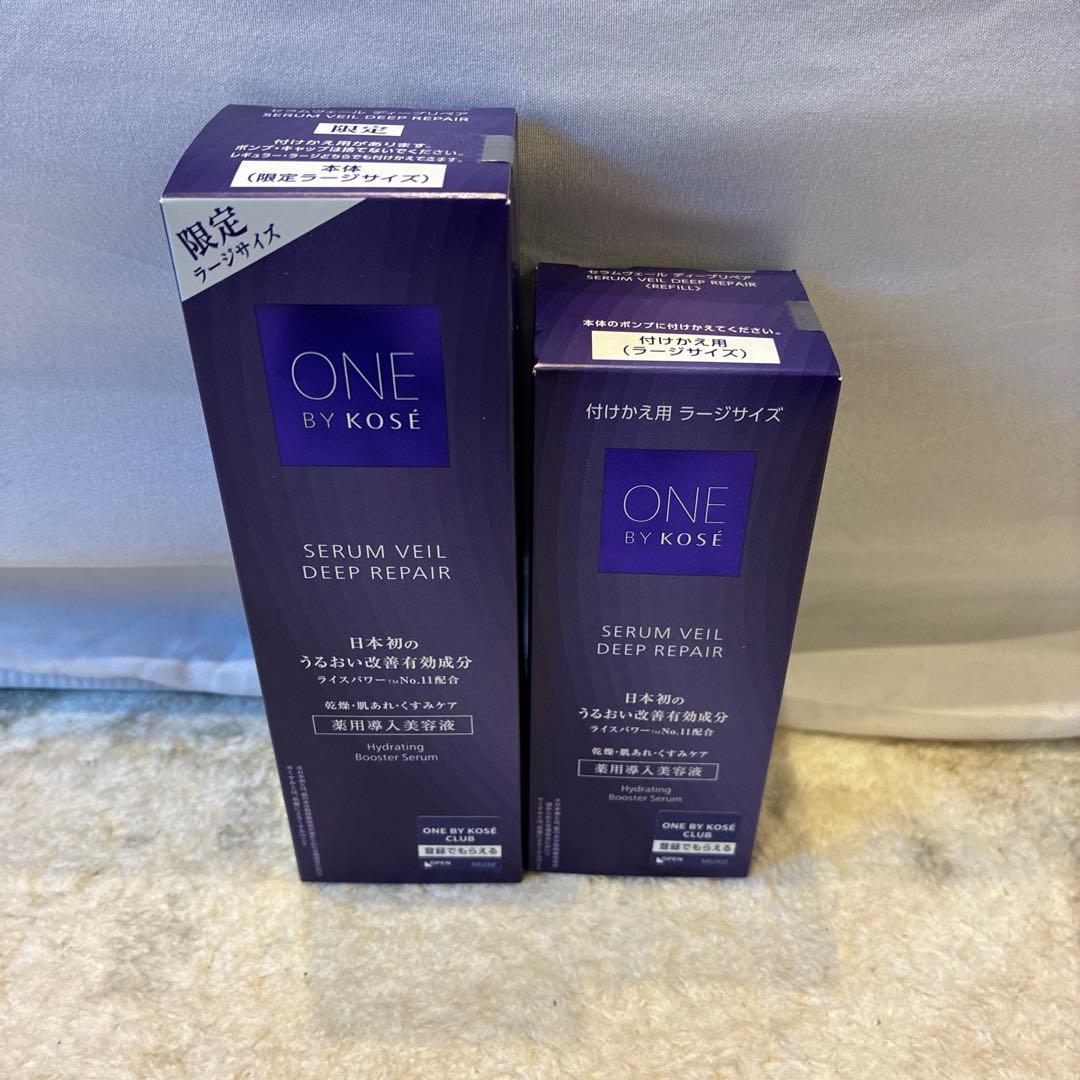 セラムヴェール ディープリペア
SERUM VEIL DEEP REPAIR
限定
付けかえ用があります。
ポンプ・キャップは捨てないでください。
レギュラー・ラージどちらでも付けかえできます。
本体
(限定ラージサイズ)
限定
ラージサイズ
ONE
BY KOSÉ
SERUM VEIL
DEEP REPAIR
日本初の
うるおい改善有効成分
ライスパワー™No.11配合
乾燥・肌あれ・くすみケア
薬用導入美容液
Hydrating
Booster Serum
ONE BY KOSÉ
CLUB
登録でもらえる
OPEN
セラムヴェール ディープリペア
SERUM VEIL DEEP REPAIR
〈REFILL〉
本体のポンプに付けかえてください。
付けかえ用
(ラージサイズ)
付けかえ用 ラージサイズ
ONE
BY KOSÉ
SERUM VEIL
DEEP REPAIR
日本初の
うるおい改善有効成分
ライスパワー™No.11配合
乾燥・肌あれ・くすみケア
薬用導入美容液
Hydrating
Booster Serum
ONE BY KOSÉ
CLUB
登録でもらえる
OPEN